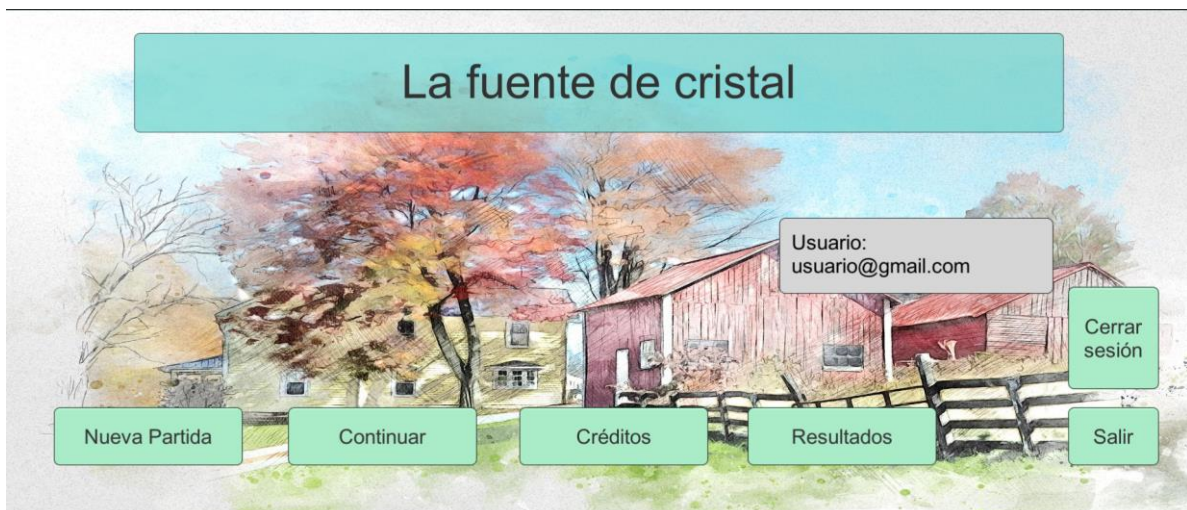 La fuente de cristal
Usuario:
usuario@gmail.com
Cerrar
sesión
Nueva Partida
Continuar
Créditos
Resultados
Salir